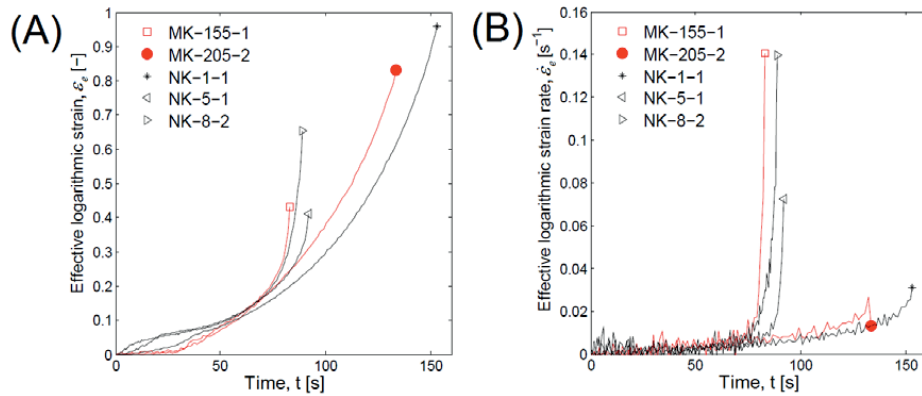 (A)
Effective logarithmic strain, ε_e [-]
1
0.9
0.8
0.7
0.6
0.5
0.4
0.3
0.2
0.1
0
MK-155-1
MK-205-2
NK-1-1
NK-5-1
NK-8-2
0
50
100
150
Time, t [s]
(B)
Effective logarithmic strain rate, ε̇_e [s⁻¹]
0.16
0.14
0.12
0.10
0.08
0.06
0.04
0.02
0
MK-155-1
MK-205-2
NK-1-1
NK-5-1
NK-8-2
0
50
100
150
Time, t [s]